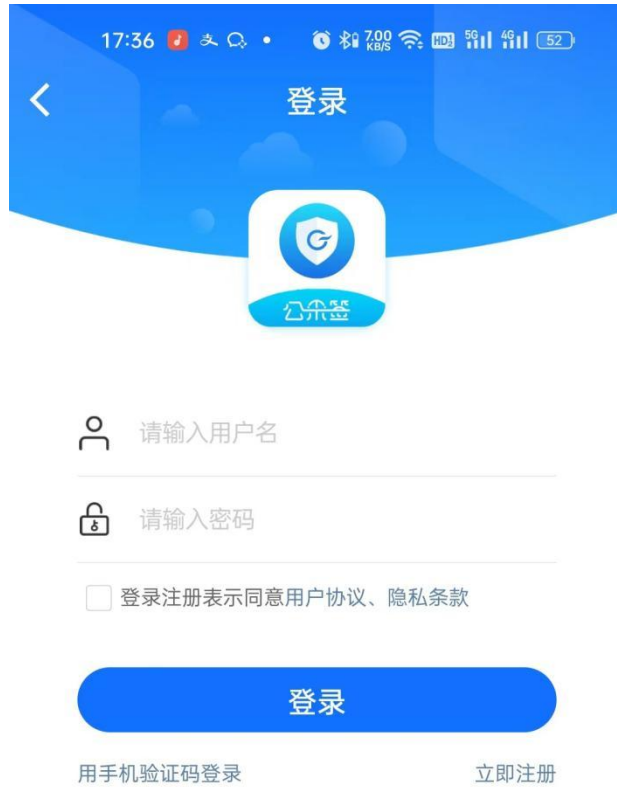 17:36 7.00 KB/S HD 5G 4G 52
登录
公采签
请输入用户名
请输入密码
登录注册表示同意用户协议、隐私条款
登录
用手机验证码登录 立即注册